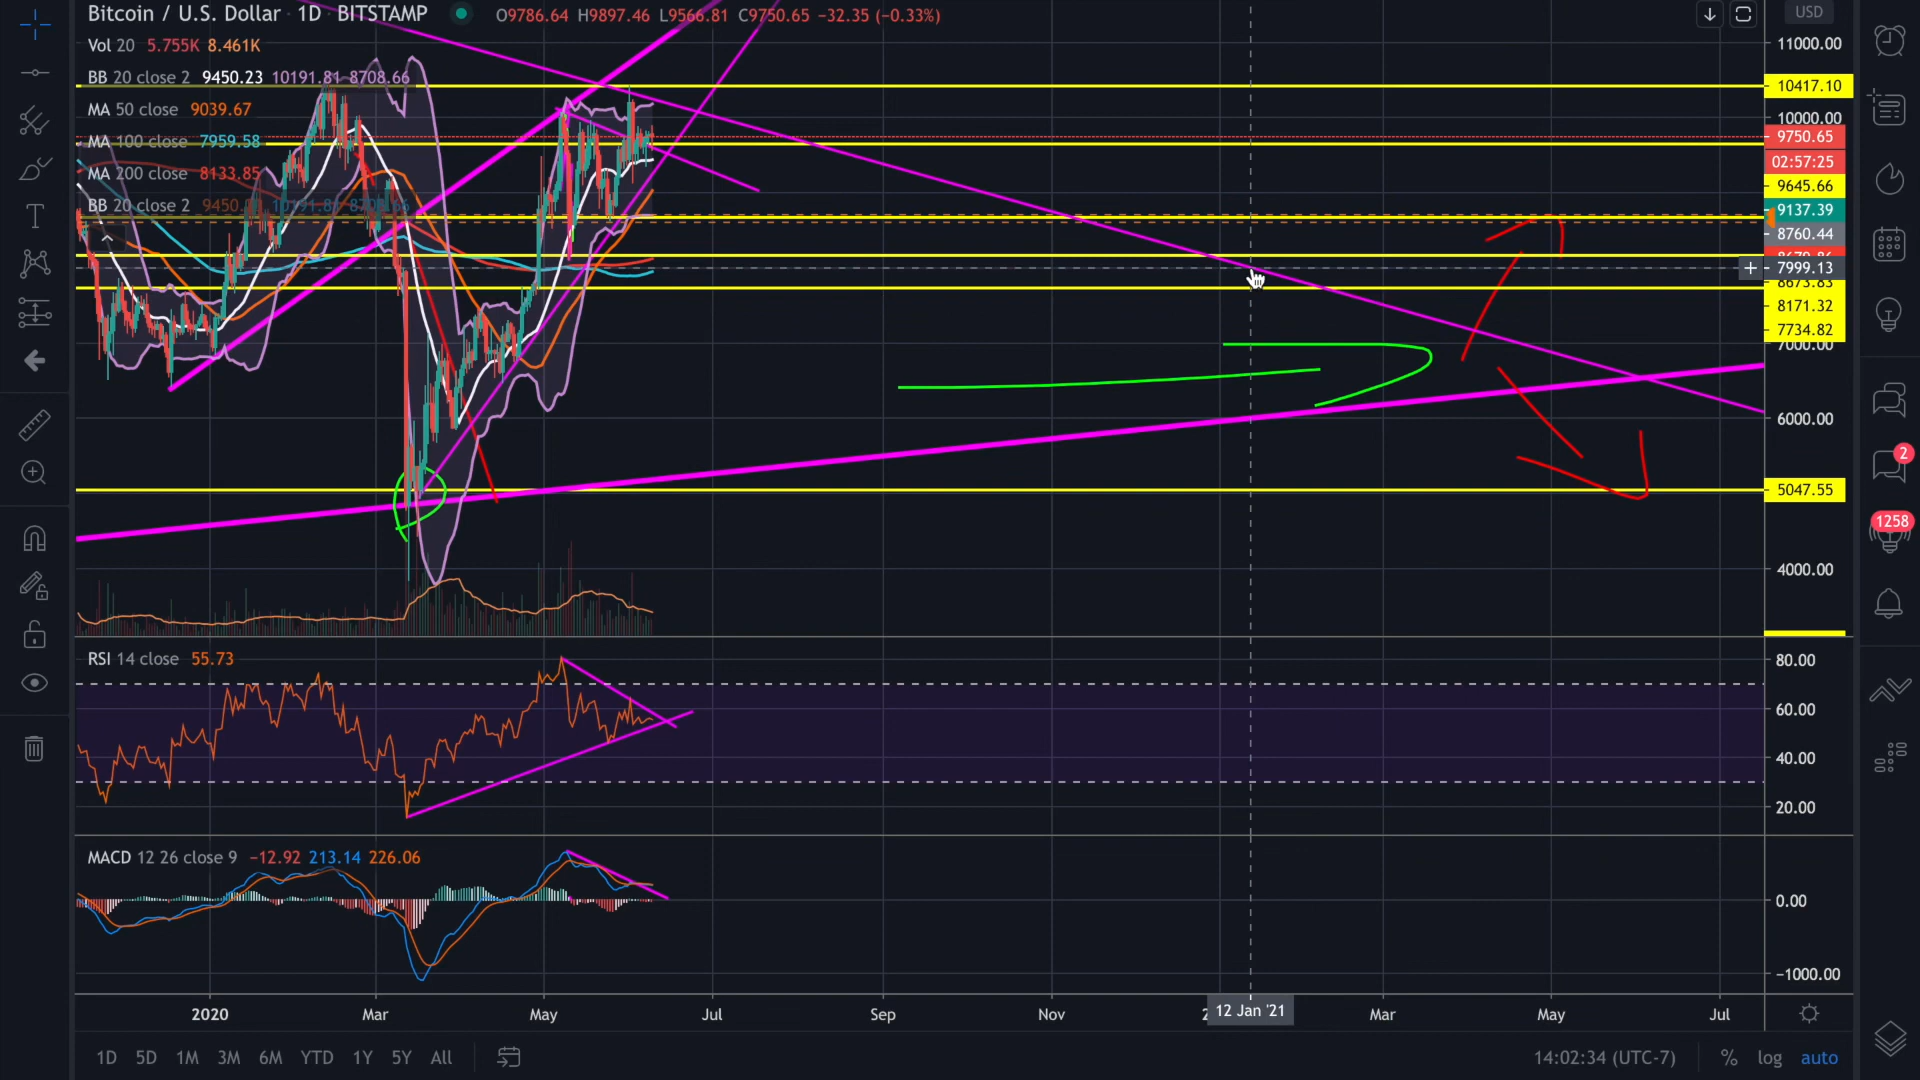 Bitcoin / U.S. Dollar · 1D · BITSTAMP O9786.64 H9897.46 L9566.81 C9750.65 −32.35 (−0.33%)
USD
Vol 20 5.755K 8.461K
BB 20 close 2 9450.23 10191.81 8708.66
MA 50 close 9039.67
MA 100 close 7959.58
MA 200 close 8133.85
BB 20 close 2
11000.00
10417.10
10000.00
9750.65
02:57:25
9645.66
9137.39
8760.44
7999.13
8673.83
8171.32
7734.82
7000.00
6000.00
5047.55
4000.00
2
1258
RSI 14 close 55.73
80.00
60.00
40.00
20.00
MACD 12 26 close 9 −12.92 213.14 226.06
0.00
−1000.00
2020 Mar May Jul Sep Nov 12 Jan '21 Mar May Jul
1D 5D 1M 3M 6M YTD 1Y 5Y All
14:02:34 (UTC-7) % log auto